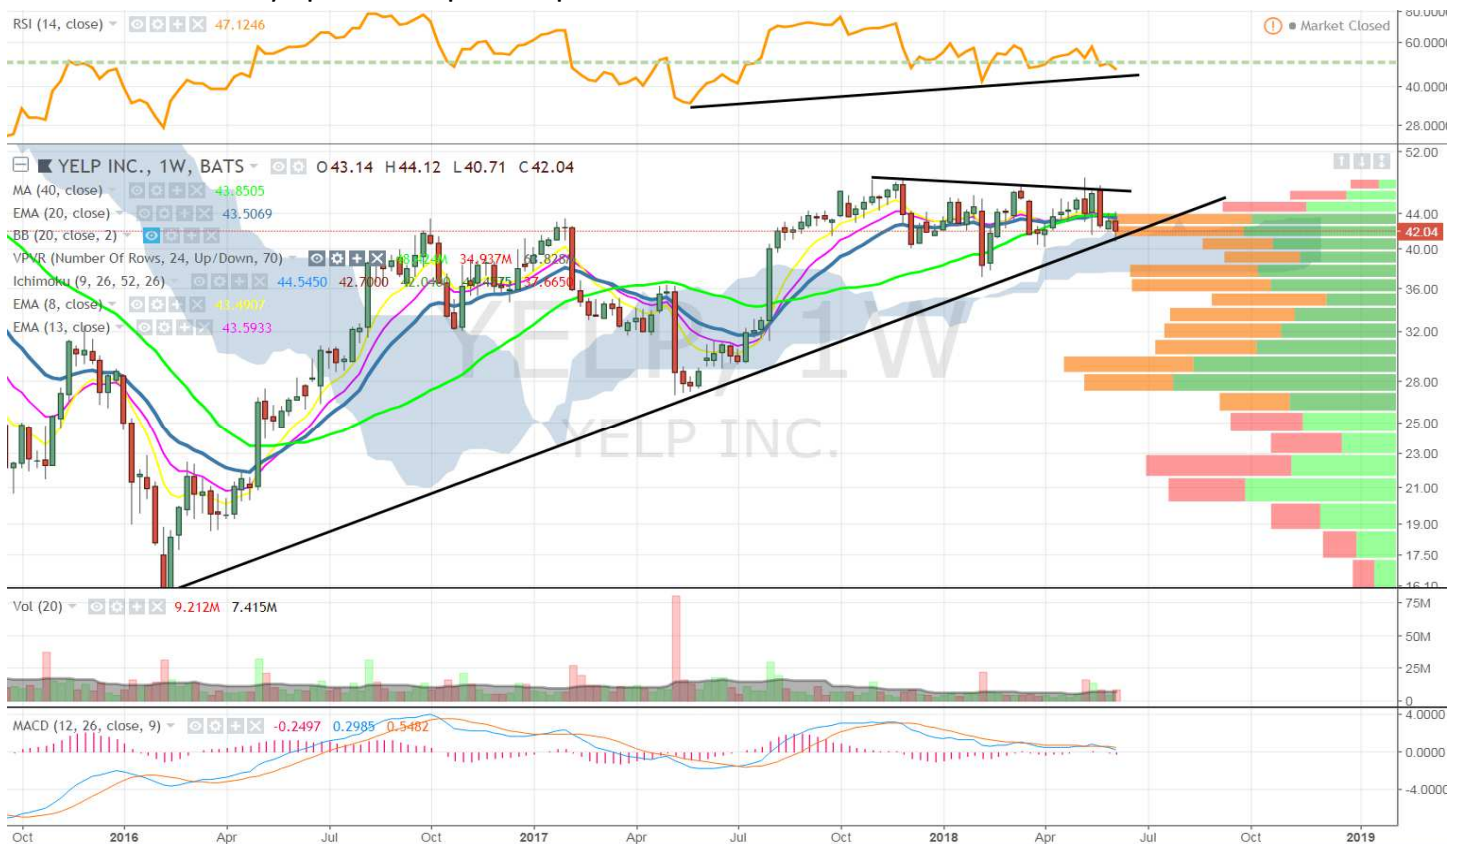 RSI (14, close) 47.1246
Market Closed
80.0000
60.0000
40.0000
28.0000
YELP INC., 1W, BATS O43.14 H44.12 L40.71 C42.04
MA (40, close) 43.8505
EMA (20, close) 43.5069
BB (20, close, 2)
VPVR (Number Of Rows, 24, Up/Down, 70) 34.937M
Ichimoku (9, 26, 52, 26) 44.5450 42.7000 37.6650
EMA (8, close) 43.4907
EMA (13, close) 43.5933
YELP, 1W
YELP INC.
52.00
44.00
42.04
40.00
36.00
32.00
28.00
25.00
23.00
21.00
19.00
17.50
16.10
Vol (20) 9.212M 7.415M
75M
50M
25M
0
MACD (12, 26, close, 9) -0.2497 0.2985 0.5482
4.0000
0.0000
-4.0000
Oct 2016 Apr Jul Oct 2017 Apr Jul Oct 2018 Apr Jul Oct 2019